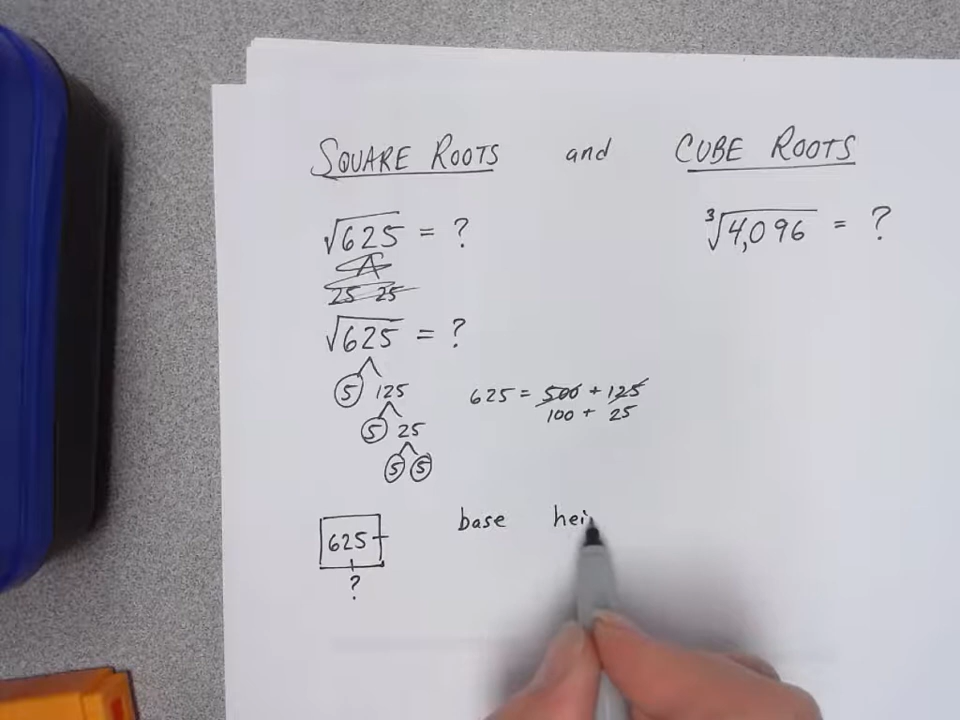 SQUARE ROOTS and CUBE ROOTS
√625 = ?
∛4,096 = ?
25 25
√625 = ?
5 125
625 = 500 + 125
100 + 25
5 25
5 5
625
?
base hei